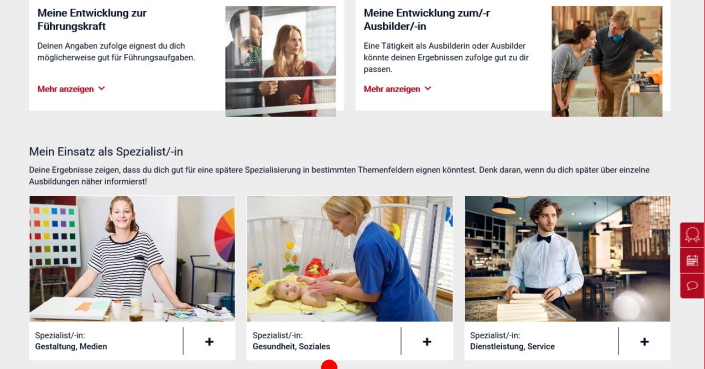 Meine Entwicklung zur
Führungskraft
Deinen Angaben zufolge eignest du dich
möglicherweise gut für Führungsaufgaben.
Mehr anzeigen
Meine Entwicklung zum/-r
Ausbilder/-in
Eine Tätigkeit als Ausbilderin oder Ausbilder
könnte deinen Ergebnissen zufolge gut zu dir
passen.
Mehr anzeigen
Mein Einsatz als Spezialist/-in
Deine Ergebnisse zeigen, dass du dich gut für eine spätere Spezialisierung in bestimmten Themenfeldern eignen könntest. Denk daran, wenn du dich später über einzelne
Ausbildungen näher informierst!
Spezialist/-in:
Gestaltung, Medien
+
Spezialist/-in:
Gesundheit, Soziales
+
Spezialist/-in:
Dienstleistung, Service
+